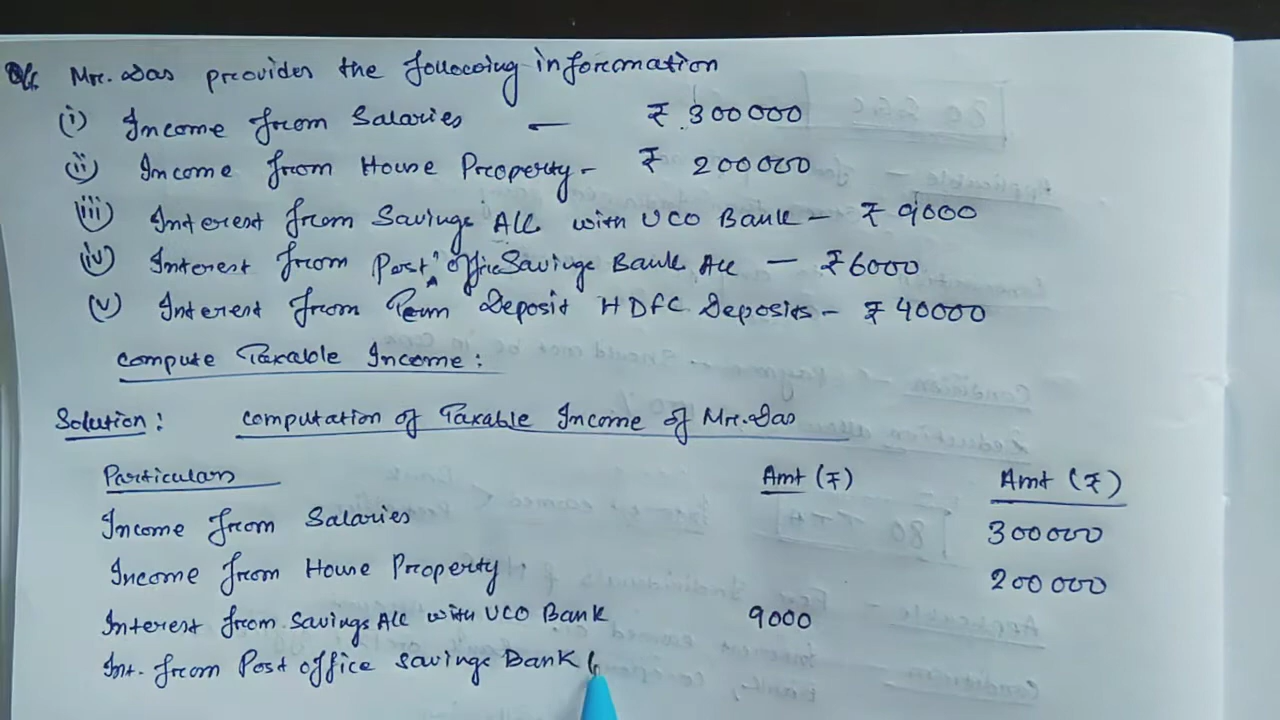 Q1. Mr. Das provides the following information
(i) Income from Salaries — ₹ 300000
(ii) Income from House Property - ₹ 200000
(iii) Interest from Savings A/c with UCO Bank - ₹ 9000
(iv) Interest from Post office Savings Bank A/c — ₹ 6000
(v) Interest from Term Deposit HDFC Deposits - ₹ 40000
Compute Taxable Income :
Solution : Computation of Taxable Income of Mr. Das
Particulars Amt (₹) Amt (₹)
Income from Salaries 300000
Income from House Property 200000
Interest from Savings A/c with UCO Bank 9000
Int. from Post office Savings Bank (